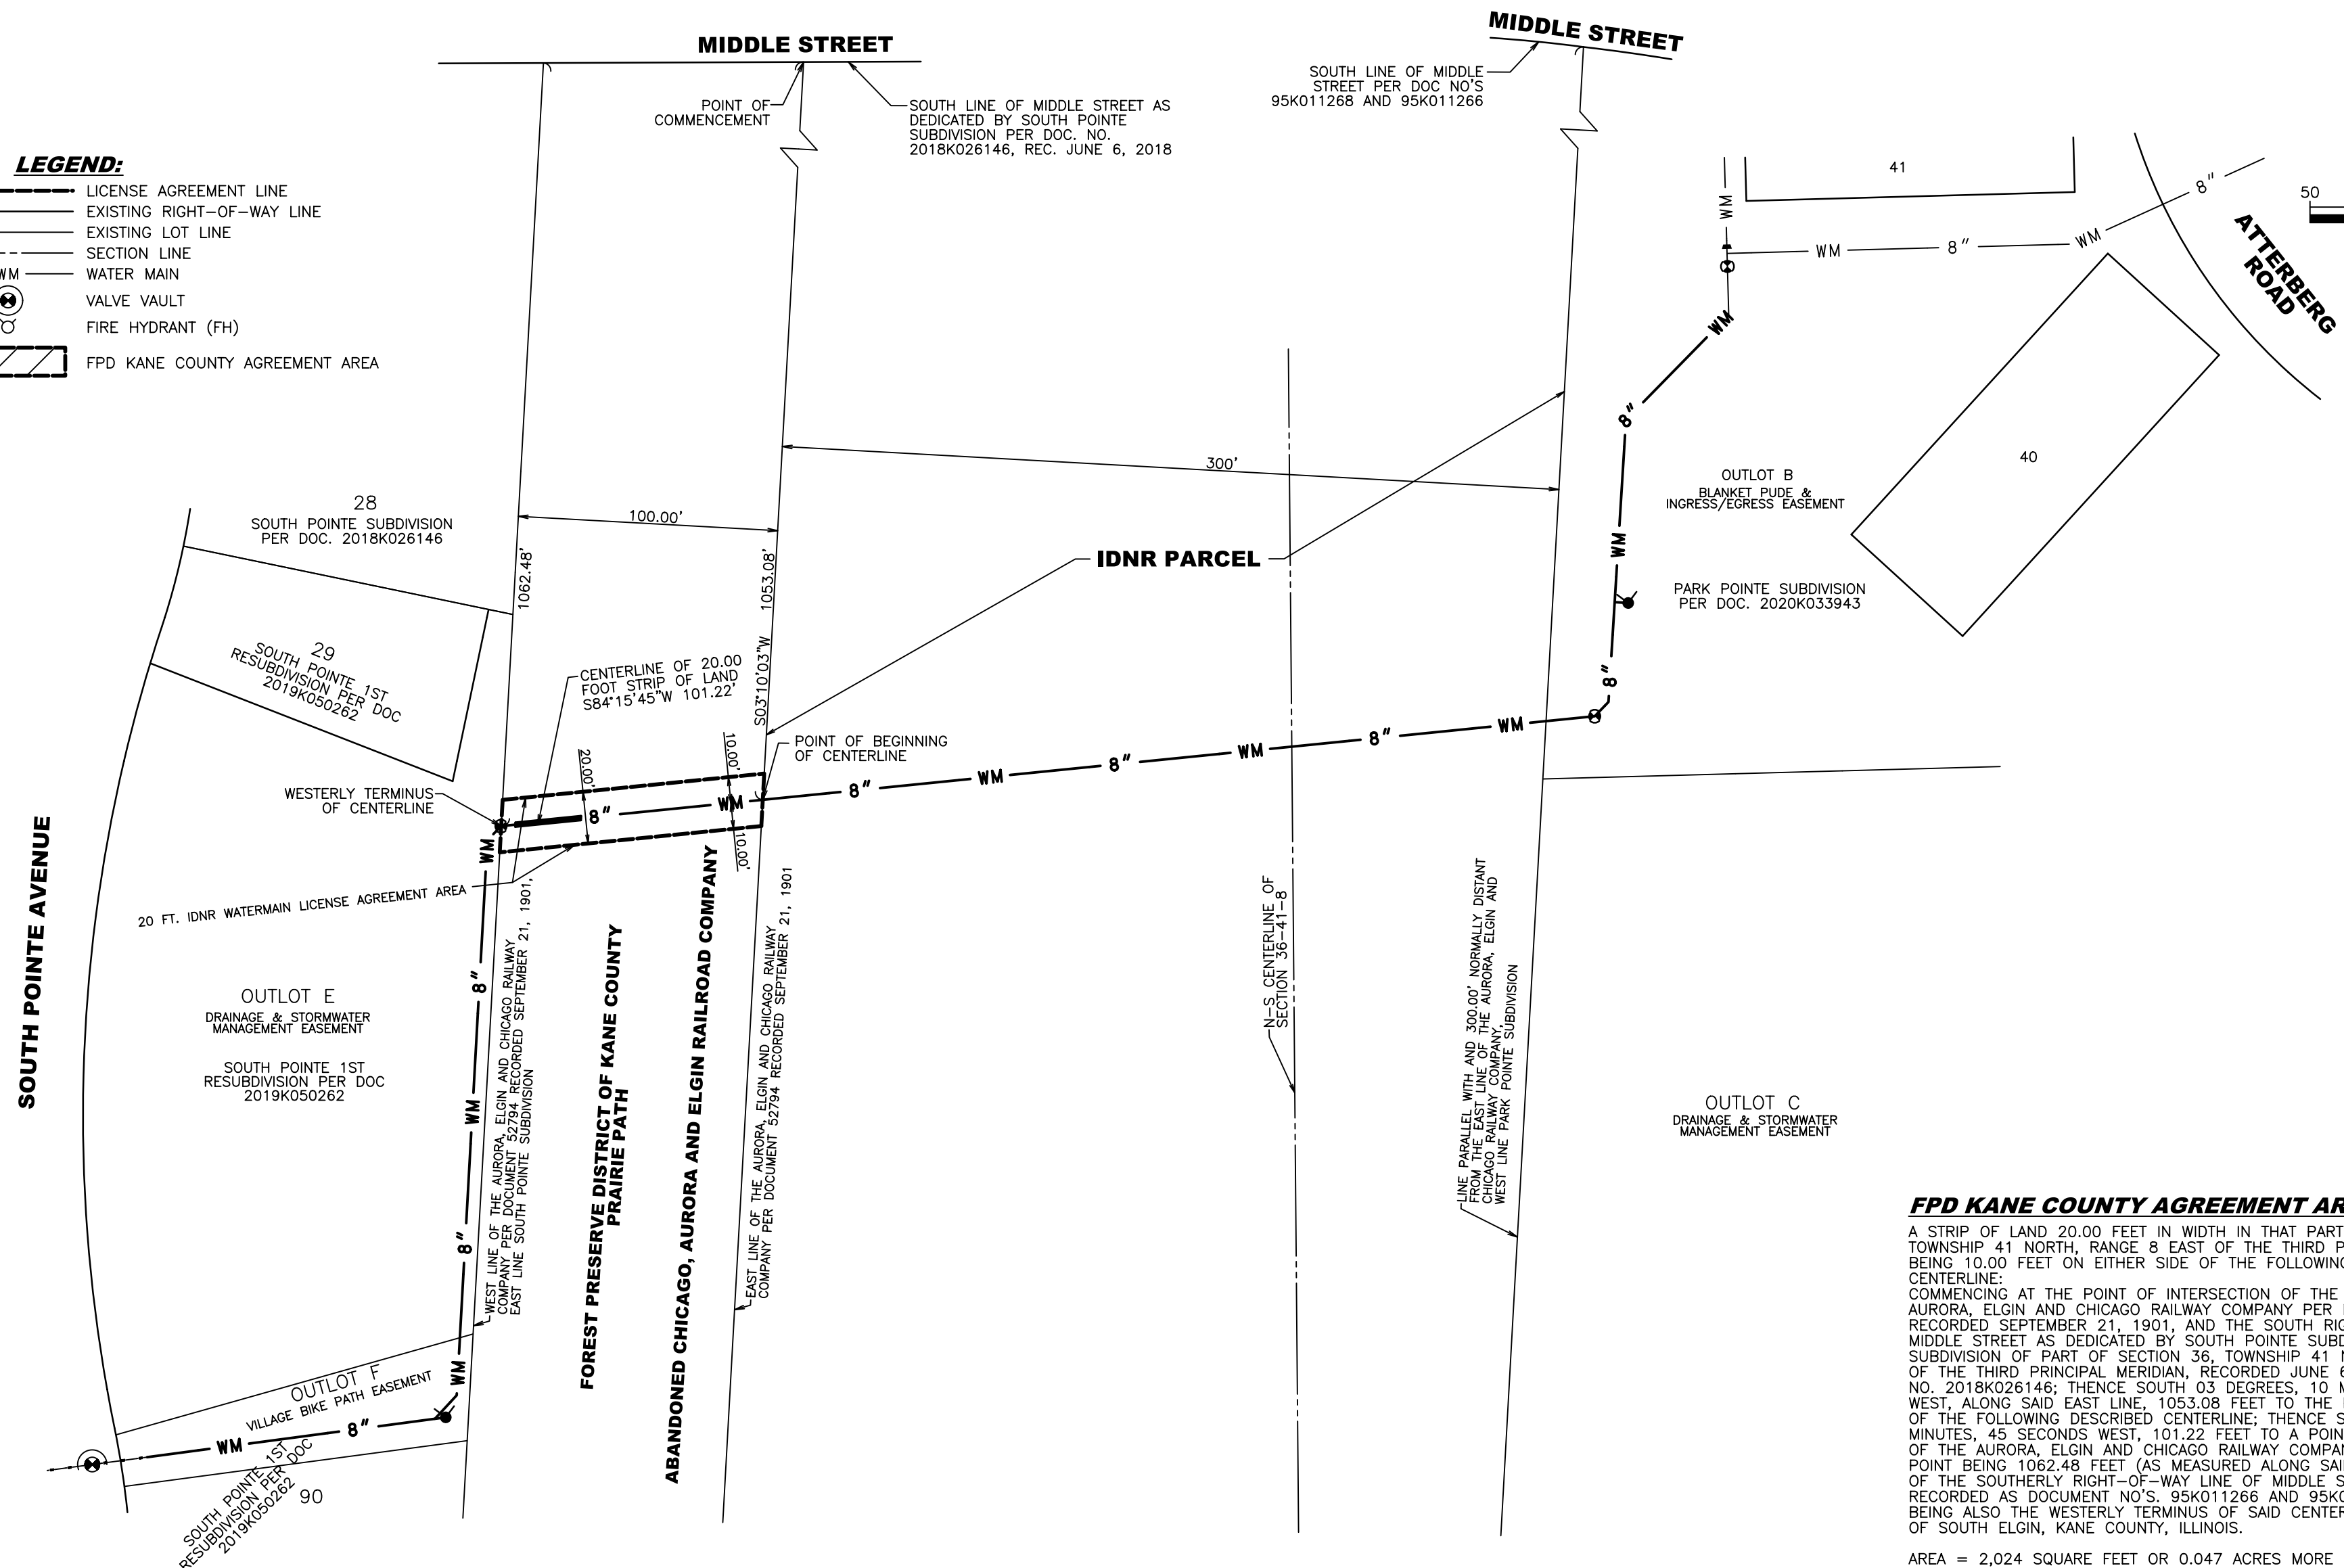 MIDDLE STREET
MIDDLE STREET
POINT OF
COMMENCEMENT
SOUTH LINE OF MIDDLE STREET AS
DEDICATED BY SOUTH POINTE
SUBDIVISION PER DOC. NO.
2018K026146, REC. JUNE 6, 2018
SOUTH LINE OF MIDDLE
STREET PER DOC NO'S
95K011268 AND 95K011266
LEGEND:
LICENSE AGREEMENT LINE
EXISTING RIGHT-OF-WAY LINE
EXISTING LOT LINE
SECTION LINE
WM
WATER MAIN
VALVE VAULT
FIRE HYDRANT (FH)
FPD KANE COUNTY AGREEMENT AREA
41
WM
WM
8"
WM
8"
50
ATTERBERG
ROAD
WM
8"
WM
8"
40
OUTLOT B
BLANKET PUDE &
INGRESS/EGRESS EASEMENT
PARK POINTE SUBDIVISION
PER DOC. 2020K033943
300'
100.00'
1062.48'
1053.08'
S03°10'03"W
IDNR PARCEL
28
SOUTH POINTE SUBDIVISION
PER DOC. 2018K026146
29
SOUTH POINTE 1ST
RESUBDIVISION PER DOC
2019K050262
CENTERLINE OF 20.00
FOOT STRIP OF LAND
S84°15'45"W 101.22'
20.00'
10.00'
10.00'
POINT OF BEGINNING
OF CENTERLINE
WESTERLY TERMINUS
OF CENTERLINE
8"
WM
8"
WM
8"
WM
8"
WM
20 FT. IDNR WATERMAIN LICENSE AGREEMENT AREA
SOUTH POINTE AVENUE
OUTLOT E
DRAINAGE & STORMWATER
MANAGEMENT EASEMENT
SOUTH POINTE 1ST
RESUBDIVISION PER DOC
2019K050262
WM
8"
WM
8"
WM
WEST LINE OF THE AURORA, ELGIN AND CHICAGO RAILWAY
COMPANY PER DOCUMENT 52794 RECORDED SEPTEMBER 21, 1901,
EAST LINE SOUTH POINTE SUBDIVISION
FOREST PRESERVE DISTRICT OF KANE COUNTY
PRAIRIE PATH
ABANDONED CHICAGO, AURORA AND ELGIN RAILROAD COMPANY
EAST LINE OF THE AURORA, ELGIN AND CHICAGO RAILWAY
COMPANY PER DOCUMENT 52794 RECORDED SEPTEMBER 21, 1901
N-S CENTERLINE OF
SECTION 36-41-8
LINE PARALLEL WITH AND 300.00' NORMALLY DISTANT
FROM THE EAST LINE OF THE AURORA, ELGIN AND
CHICAGO RAILWAY COMPANY,
WEST LINE PARK POINTE SUBDIVISION
OUTLOT C
DRAINAGE & STORMWATER
MANAGEMENT EASEMENT
OUTLOT F
VILLAGE BIKE PATH EASEMENT
WM
8"
SOUTH POINTE 1ST
RESUBDIVISION PER DOC
2019K050262
90
FPD KANE COUNTY AGREEMENT AR
A STRIP OF LAND 20.00 FEET IN WIDTH IN THAT PART
TOWNSHIP 41 NORTH, RANGE 8 EAST OF THE THIRD P
BEING 10.00 FEET ON EITHER SIDE OF THE FOLLOWING
CENTERLINE:
COMMENCING AT THE POINT OF INTERSECTION OF THE
AURORA, ELGIN AND CHICAGO RAILWAY COMPANY PER
RECORDED SEPTEMBER 21, 1901, AND THE SOUTH RIG
MIDDLE STREET AS DEDICATED BY SOUTH POINTE SUBD
SUBDIVISION OF PART OF SECTION 36, TOWNSHIP 41 N
OF THE THIRD PRINCIPAL MERIDIAN, RECORDED JUNE 6
NO. 2018K026146; THENCE SOUTH 03 DEGREES, 10 M
WEST, ALONG SAID EAST LINE, 1053.08 FEET TO THE
OF THE FOLLOWING DESCRIBED CENTERLINE; THENCE S
MINUTES, 45 SECONDS WEST, 101.22 FEET TO A POIN
OF THE AURORA, ELGIN AND CHICAGO RAILWAY COMPAN
POINT BEING 1062.48 FEET (AS MEASURED ALONG SAI
OF THE SOUTHERLY RIGHT-OF-WAY LINE OF MIDDLE S
RECORDED AS DOCUMENT NO'S. 95K011266 AND 95K0
BEING ALSO THE WESTERLY TERMINUS OF SAID CENTER
OF SOUTH ELGIN, KANE COUNTY, ILLINOIS.
AREA = 2,024 SQUARE FEET OR 0.047 ACRES MORE